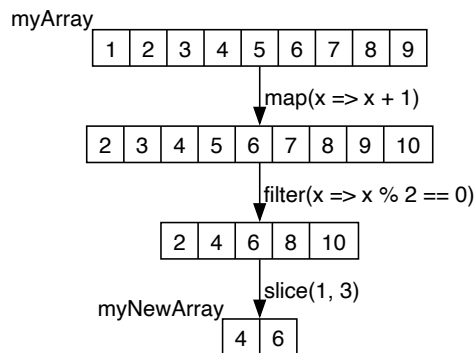 myArray
1 2 3 4 5 6 7 8 9
map(x => x + 1)
2 3 4 5 6 7 8 9 10
filter(x => x % 2 == 0)
2 4 6 8 10
slice(1, 3)
myNewArray
4 6